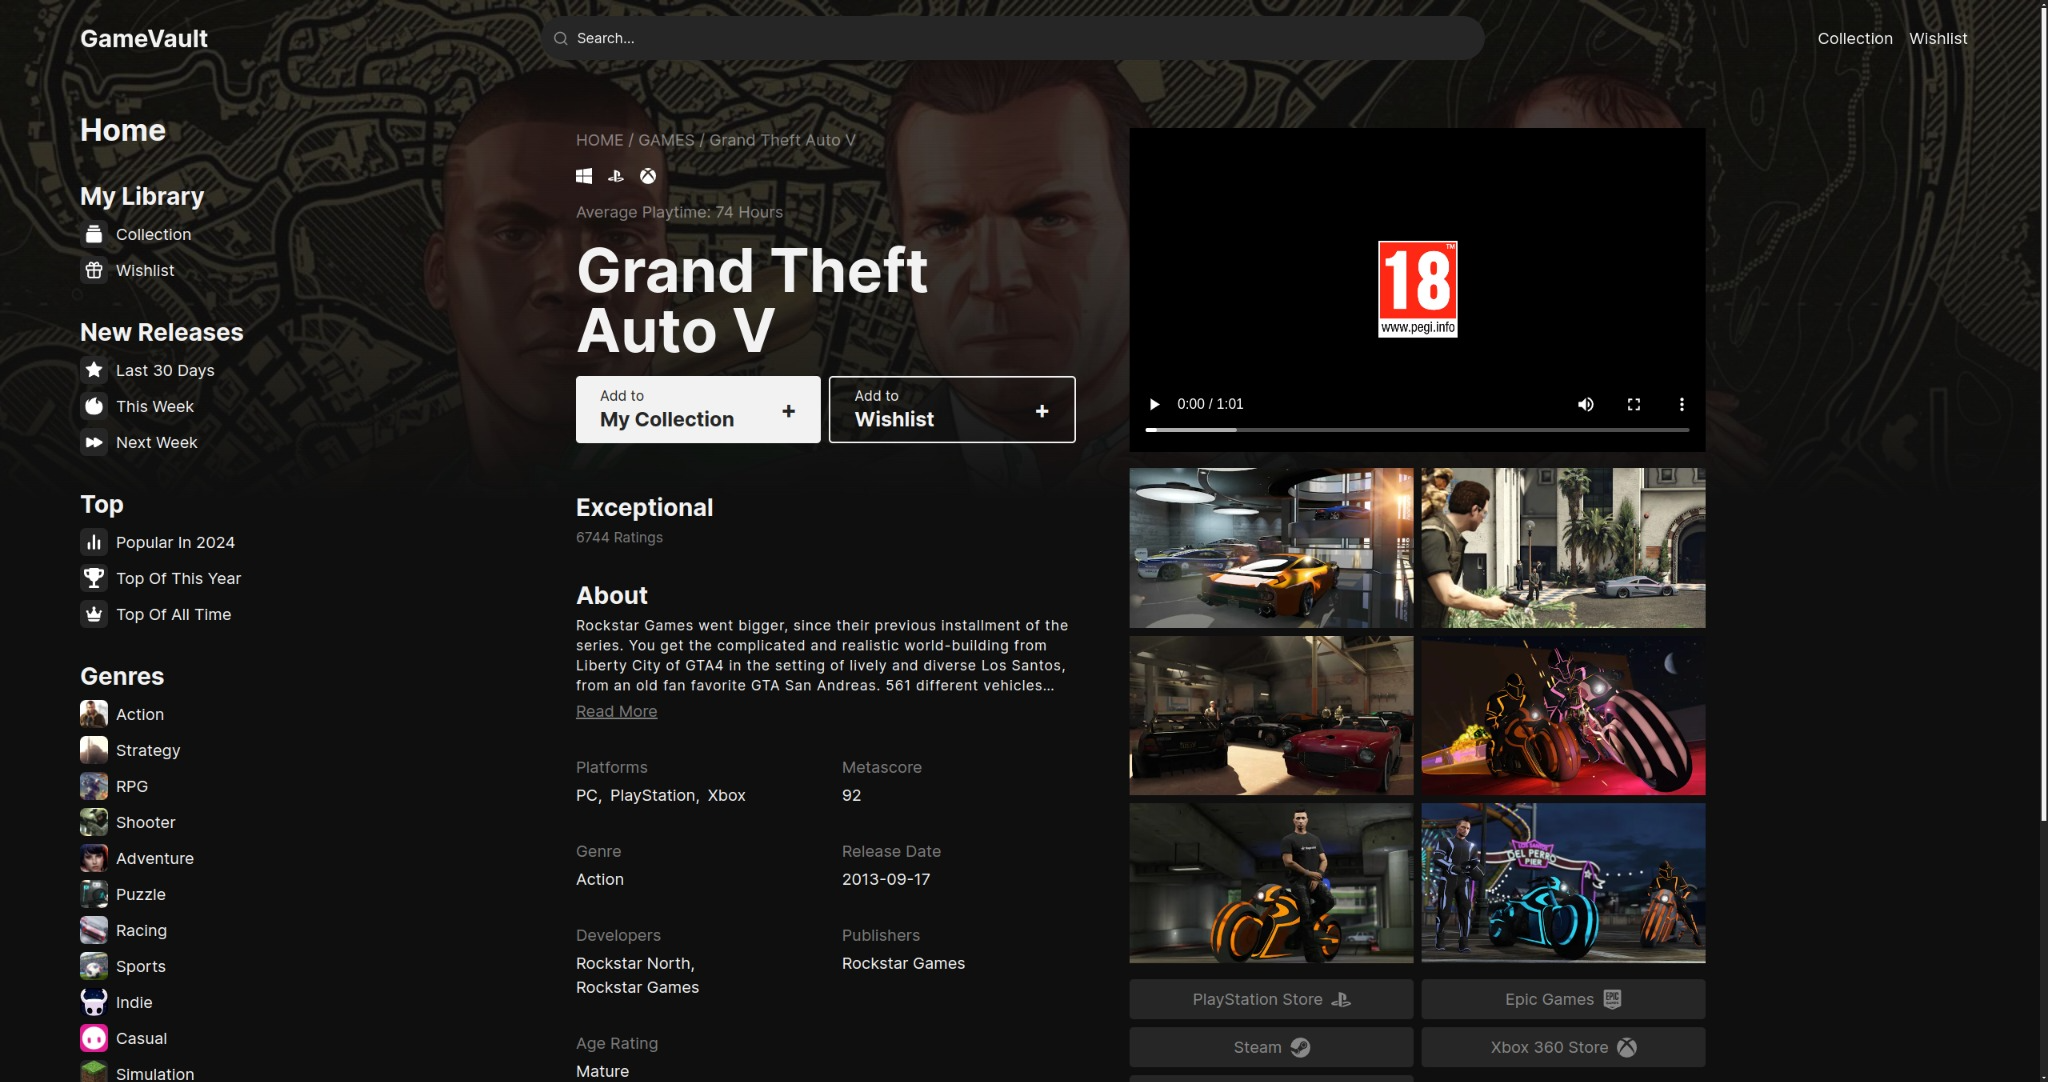 GameVault
Search...
Collection
Wishlist
Home
My Library
Collection
Wishlist
New Releases
Last 30 Days
This Week
Next Week
Top
Popular In 2024
Top Of This Year
Top Of All Time
Genres
Action
Strategy
RPG
Shooter
Adventure
Puzzle
Racing
Sports
Indie
Casual
Simulation
HOME / GAMES / Grand Theft Auto V
Average Playtime: 74 Hours
Grand Theft
Auto V
Add to
My Collection
+
Add to
Wishlist
+
Exceptional
6744 Ratings
About
Rockstar Games went bigger, since their previous installment of the
series. You get the complicated and realistic world-building from
Liberty City of GTA4 in the setting of lively and diverse Los Santos,
from an old fan favorite GTA San Andreas. 561 different vehicles...
Read More
Platforms
PC, PlayStation, Xbox
Metascore
92
Genre
Action
Release Date
2013-09-17
Developers
Rockstar North,
Rockstar Games
Publishers
Rockstar Games
Age Rating
Mature
18
TM
www.pegi.info
0:00 / 1:01
DEL PERRO
PIER
PlayStation Store
Epic Games
EPIC
Steam
Xbox 360 Store